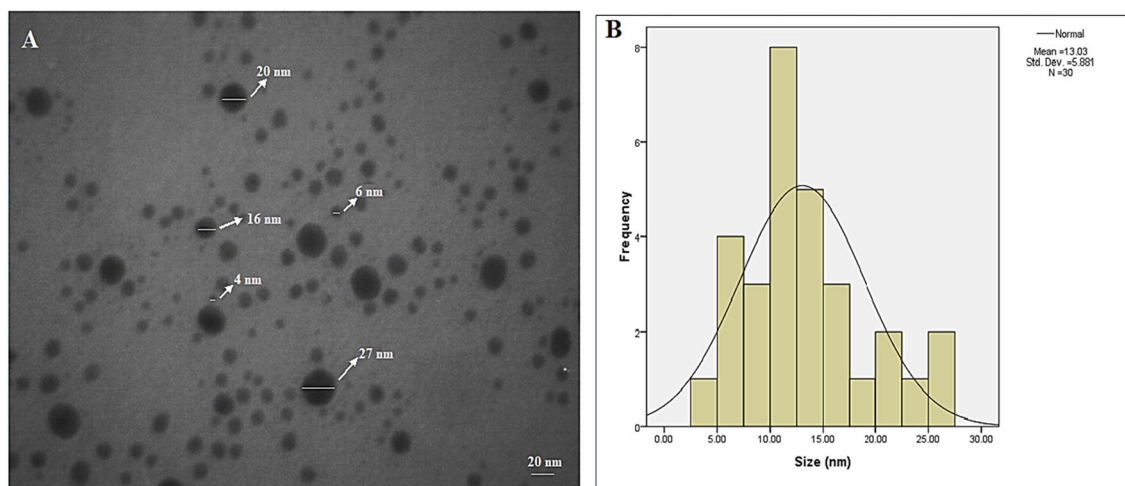 A
20 nm
6 nm
16 nm
4 nm
27 nm
20 nm
B
Normal
Mean =13.03
Std. Dev. =5.881
N =30
Frequency
8
6
4
2
0
0.00 5.00 10.00 15.00 20.00 25.00 30.00
Size (nm)